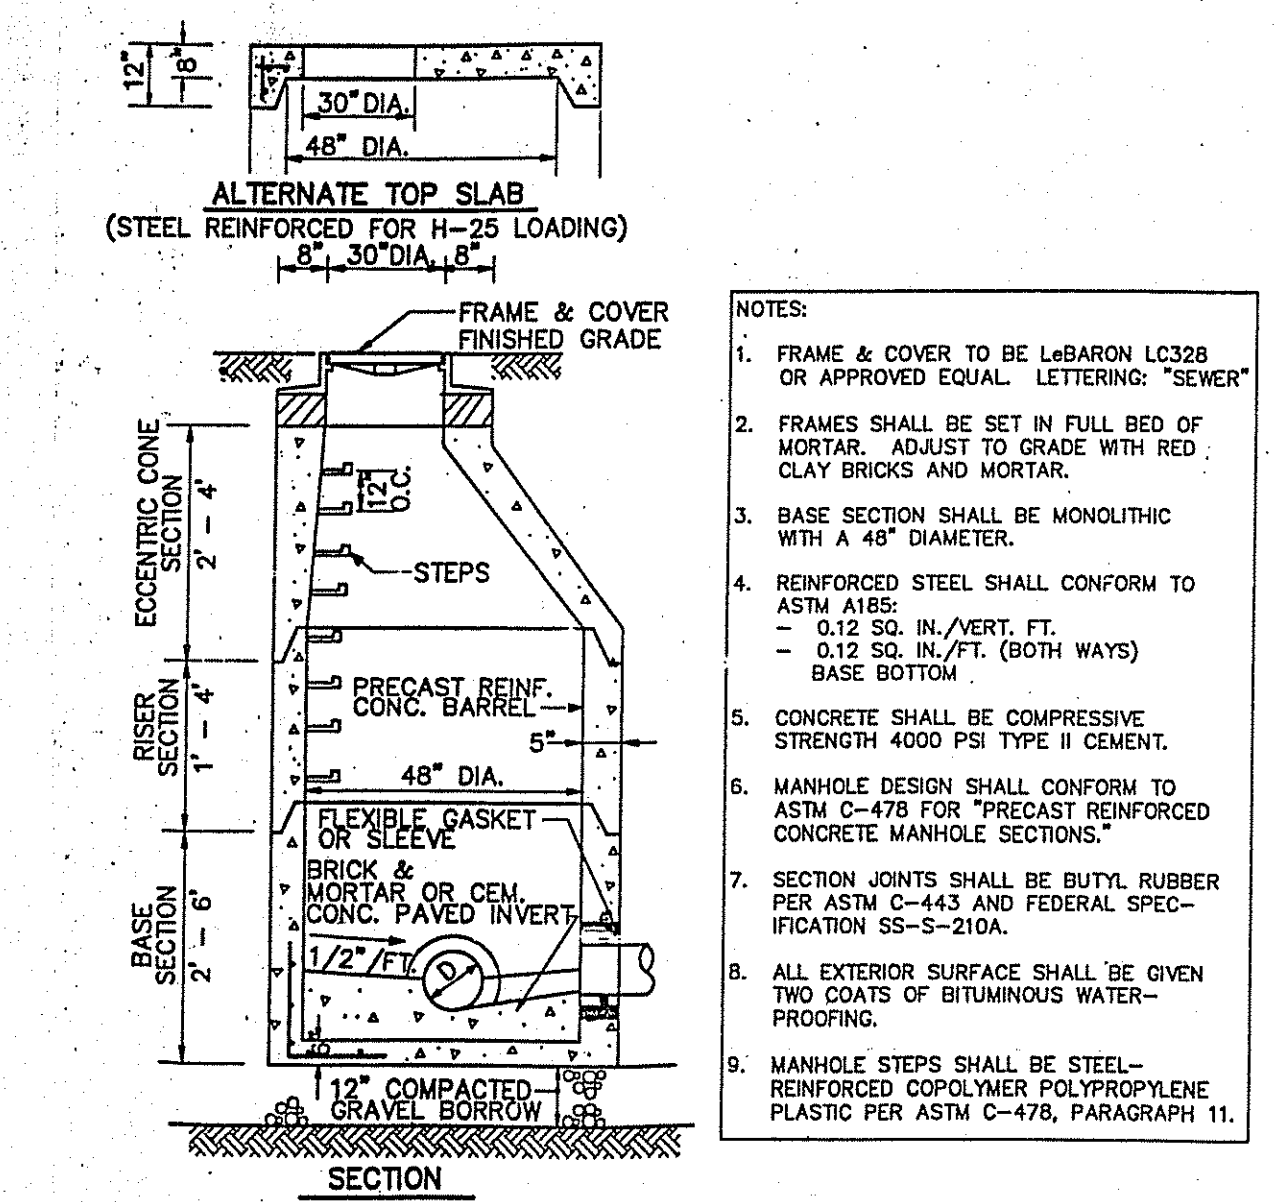 12" 8"
30" DIA.
48" DIA.
ALTERNATE TOP SLAB
(STEEL REINFORCED FOR H-25 LOADING)
8" 30"DIA. 8"
FRAME & COVER
FINISHED GRADE
ECCENTRIC CONE
SECTION
2' - 4'
12"
O.C.
STEPS
RISER
SECTION
1' - 4'
PRECAST REINF.
CONC. BARREL
5"
48" DIA.
FLEXIBLE GASKET
OR SLEEVE
BRICK &
MORTAR OR CEM.
CONC. PAVED INVERT
BASE
SECTION
2' - 6'
1/2"/FT.
D
12" COMPACTED
GRAVEL BORROW
SECTION
NOTES:
1. FRAME & COVER TO BE LeBARON LC328
OR APPROVED EQUAL. LETTERING: "SEWER"
2. FRAMES SHALL BE SET IN FULL BED OF
MORTAR. ADJUST TO GRADE WITH RED
CLAY BRICKS AND MORTAR.
3. BASE SECTION SHALL BE MONOLITHIC
WITH A 48" DIAMETER.
4. REINFORCED STEEL SHALL CONFORM TO
ASTM A185:
- 0.12 SQ. IN./VERT. FT.
- 0.12 SQ. IN./FT. (BOTH WAYS)
BASE BOTTOM
5. CONCRETE SHALL BE COMPRESSIVE
STRENGTH 4000 PSI TYPE II CEMENT.
6. MANHOLE DESIGN SHALL CONFORM TO
ASTM C-478 FOR "PRECAST REINFORCED
CONCRETE MANHOLE SECTIONS."
7. SECTION JOINTS SHALL BE BUTYL RUBBER
PER ASTM C-443 AND FEDERAL SPEC-
IFICATION SS-S-210A.
8. ALL EXTERIOR SURFACE SHALL BE GIVEN
TWO COATS OF BITUMINOUS WATER-
PROOFING.
9. MANHOLE STEPS SHALL BE STEEL-
REINFORCED COPOLYMER POLYPROPYLENE
PLASTIC PER ASTM C-478, PARAGRAPH 11.